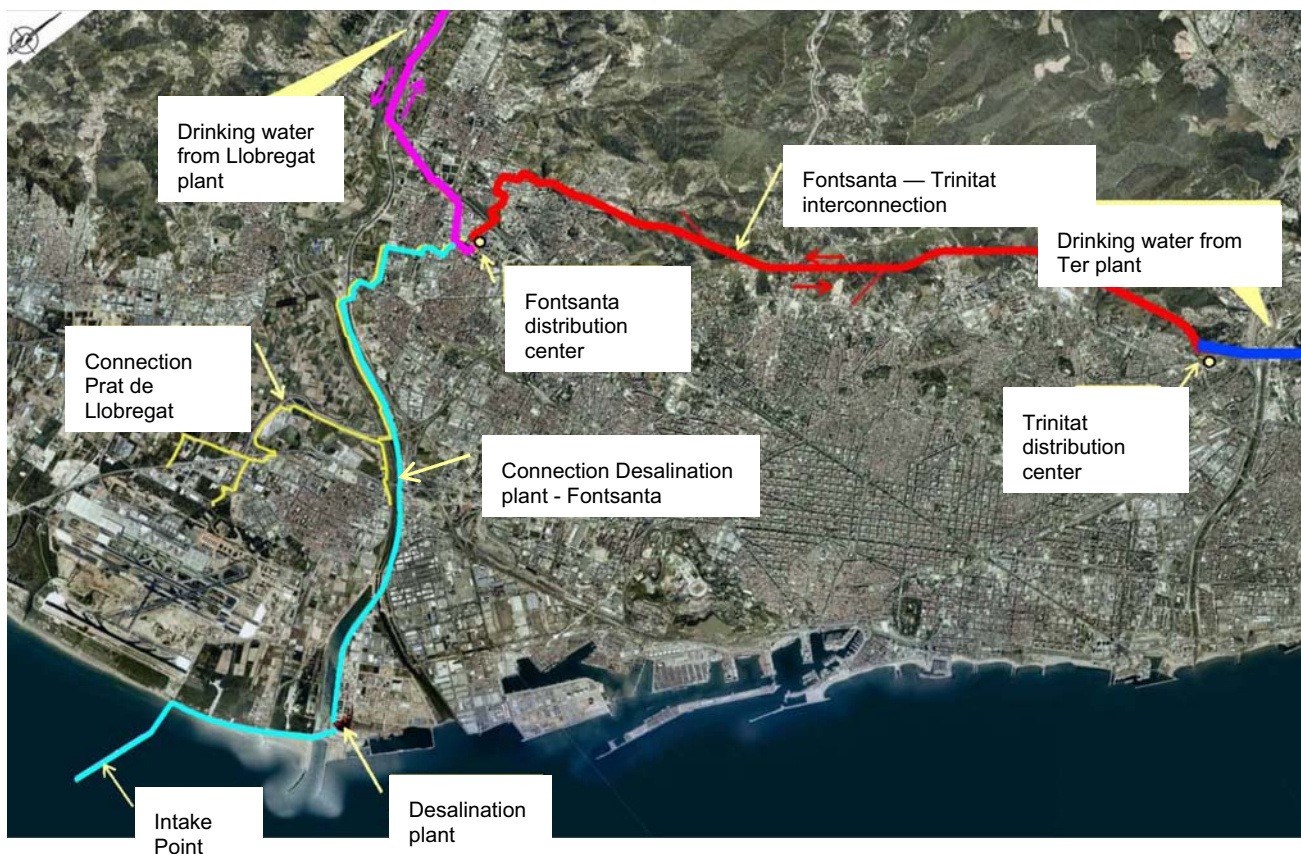 Drinking water
from Llobregat
plant
Fontsanta — Trinitat
interconnection
Drinking water from
Ter plant
Fontsanta
distribution
center
Connection
Prat de
Llobregat
Trinitat
distribution
center
Connection Desalination
plant - Fontsanta
Desalination
plant
Intake
Point